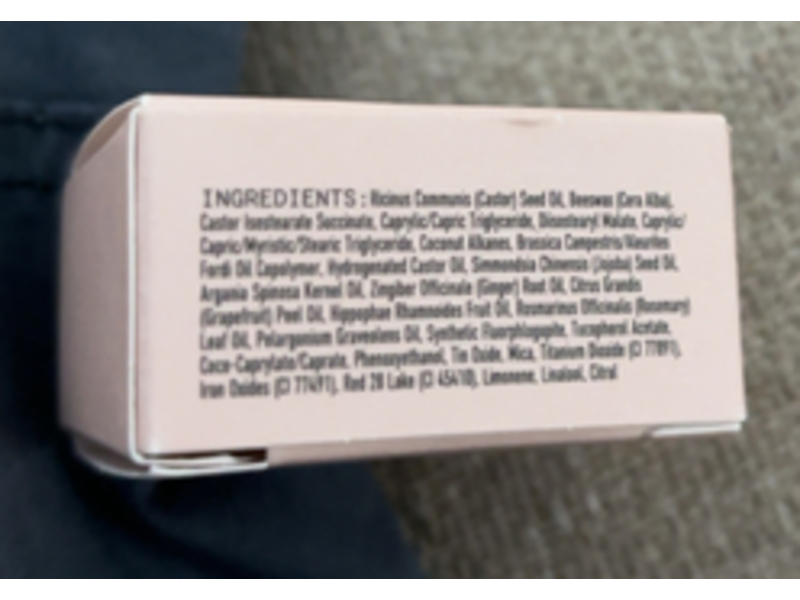 INGREDIENTS: Ricinus Communis (Castor) Seed Oil, Beeswax (Cera Alba),
Castor Isostearate Succinate, Caprylic/Capric Triglyceride, Diisostearyl Malate, Caprylic/
Capric/Myristic/Stearic Triglyceride, Coconut Alkanes, Brassica Campestris/Aleurites
Fordi Oil Copolymer, Hydrogenated Castor Oil, Simmondsia Chinensis (Jojoba) Seed Oil,
Argania Spinosa Kernel Oil, Zingiber Officinale (Ginger) Root Oil, Citrus Grandis
(Grapefruit) Peel Oil, Hippophae Rhamnoides Fruit Oil, Rosmarinus Officinalis (Rosemary)
Leaf Oil, Pelargonium Graveolens Oil, Synthetic Fluorphlogopite, Tocopherol Acetate,
Coco-Caprylate/Caprate, Phenoxyethanol, Tin Oxide, Mica, Titanium Dioxide (CI 77891),
Iron Oxides (CI 77491), Red 28 Lake (CI 45410), Limonene, Linalool, Citral